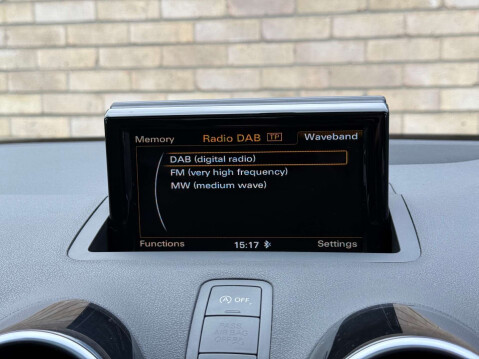 Memory Radio DAB TP Waveband
DAB (digital radio)
FM (very high frequency)
MW (medium wave)
Functions 15:17 Settings
A OFF